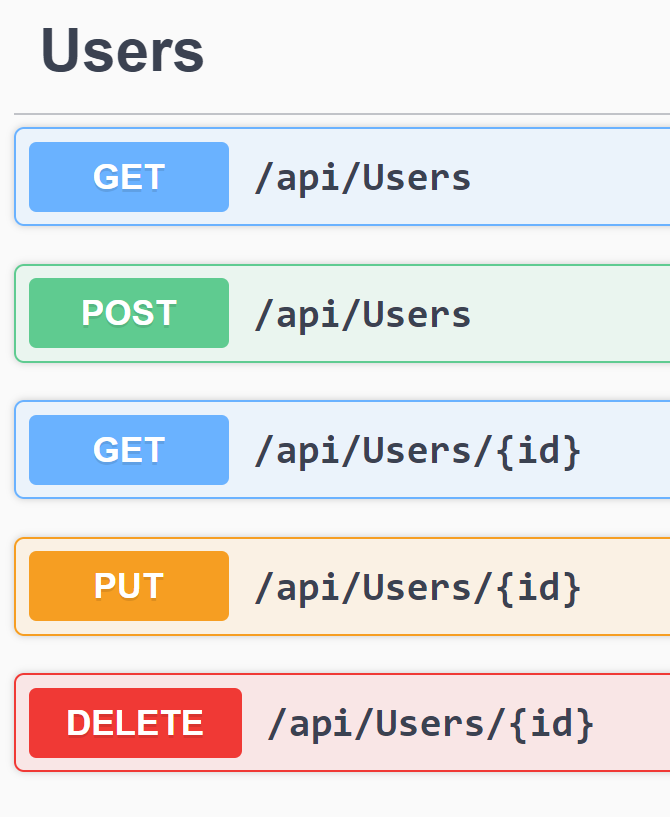 Users
GET /api/Users
POST /api/Users
GET /api/Users/{id}
PUT /api/Users/{id}
DELETE /api/Users/{id}